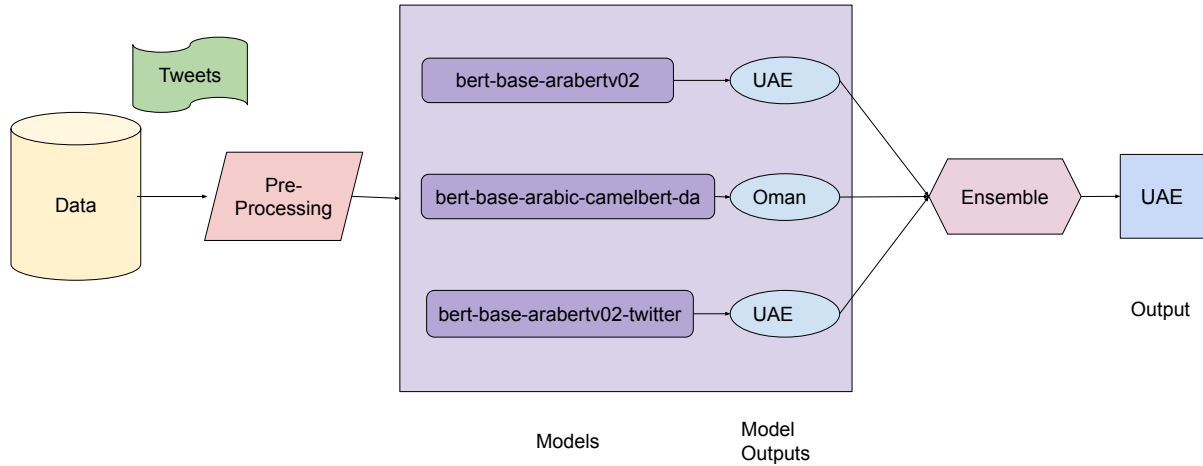 Tweets
Data
Pre-
Processing
bert-base-arabertv02
UAE
bert-base-arabic-camelbert-da
Oman
bert-base-arabertv02-twitter
UAE
Ensemble
UAE
Output
Models
Model
Outputs